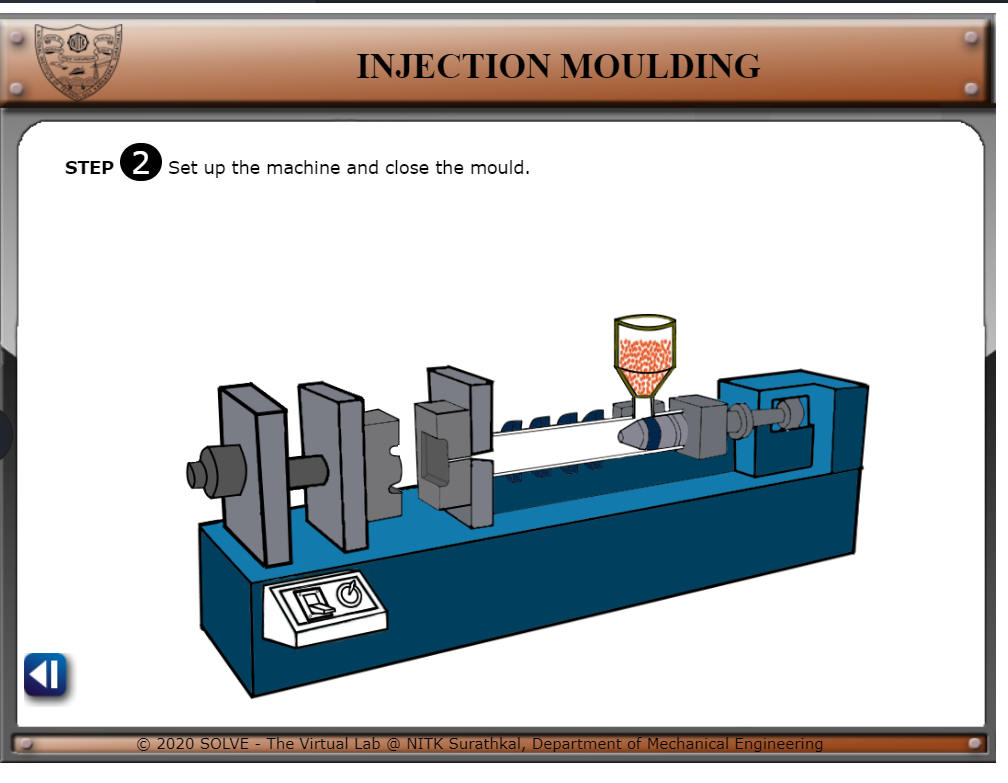 INJECTION MOULDING
STEP 2 Set up the machine and close the mould.
© 2020 SOLVE - The Virtual Lab @ NITK Surathkal, Department of Mechanical Engineering